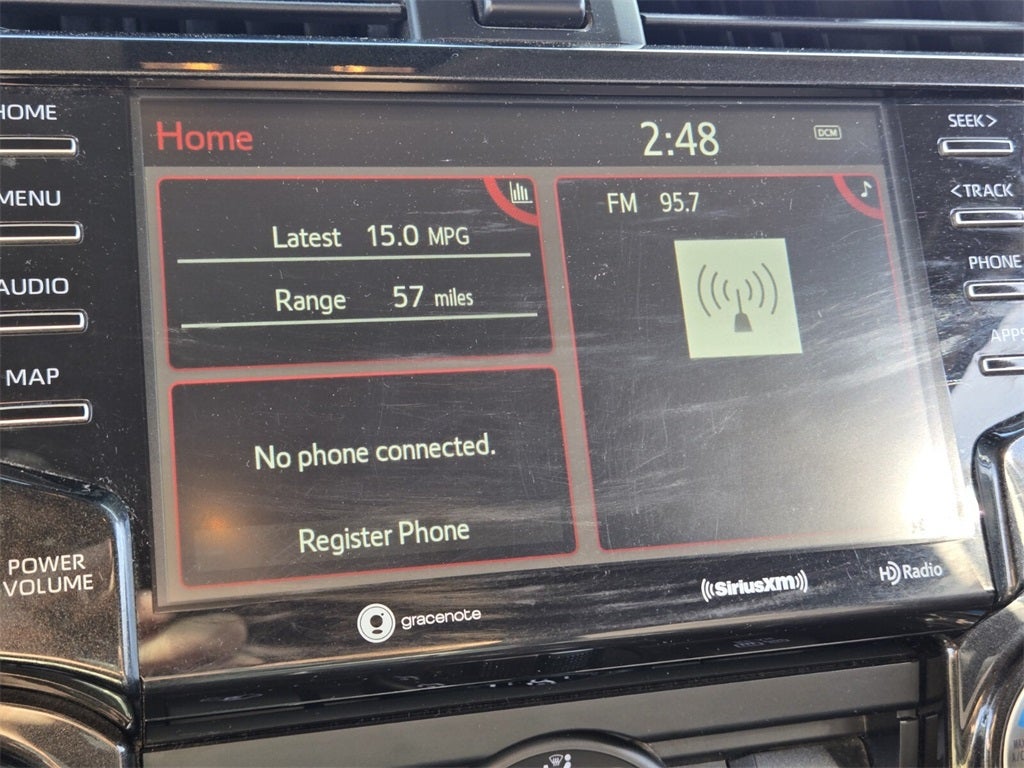 HOME
MENU
AUDIO
MAP
POWER
VOLUME
Home
2:48
DCM
Latest 15.0 MPG
Range 57 miles
No phone connected.
Register Phone
FM 95.7
gracenote
SiriusXM
HD Radio
SEEK >
< TRACK
PHONE
APPS